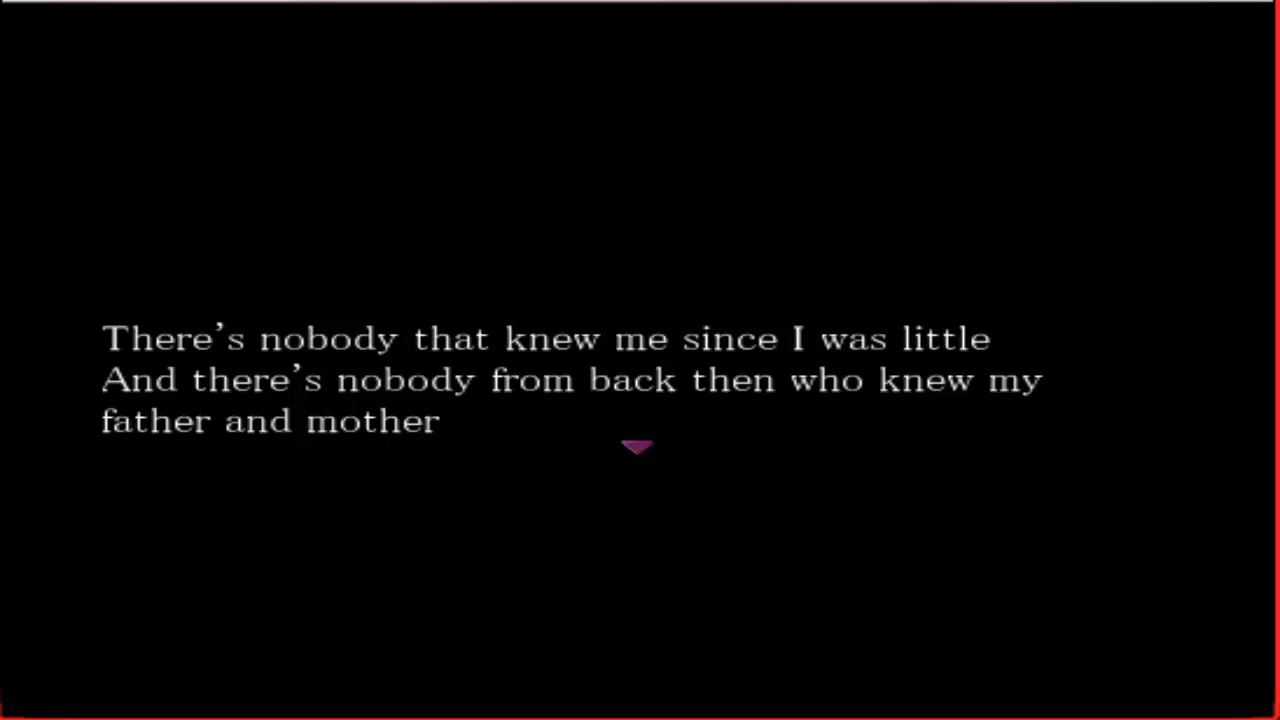 There's nobody that knew me since I was little
And there's nobody from back then who knew my
father and mother